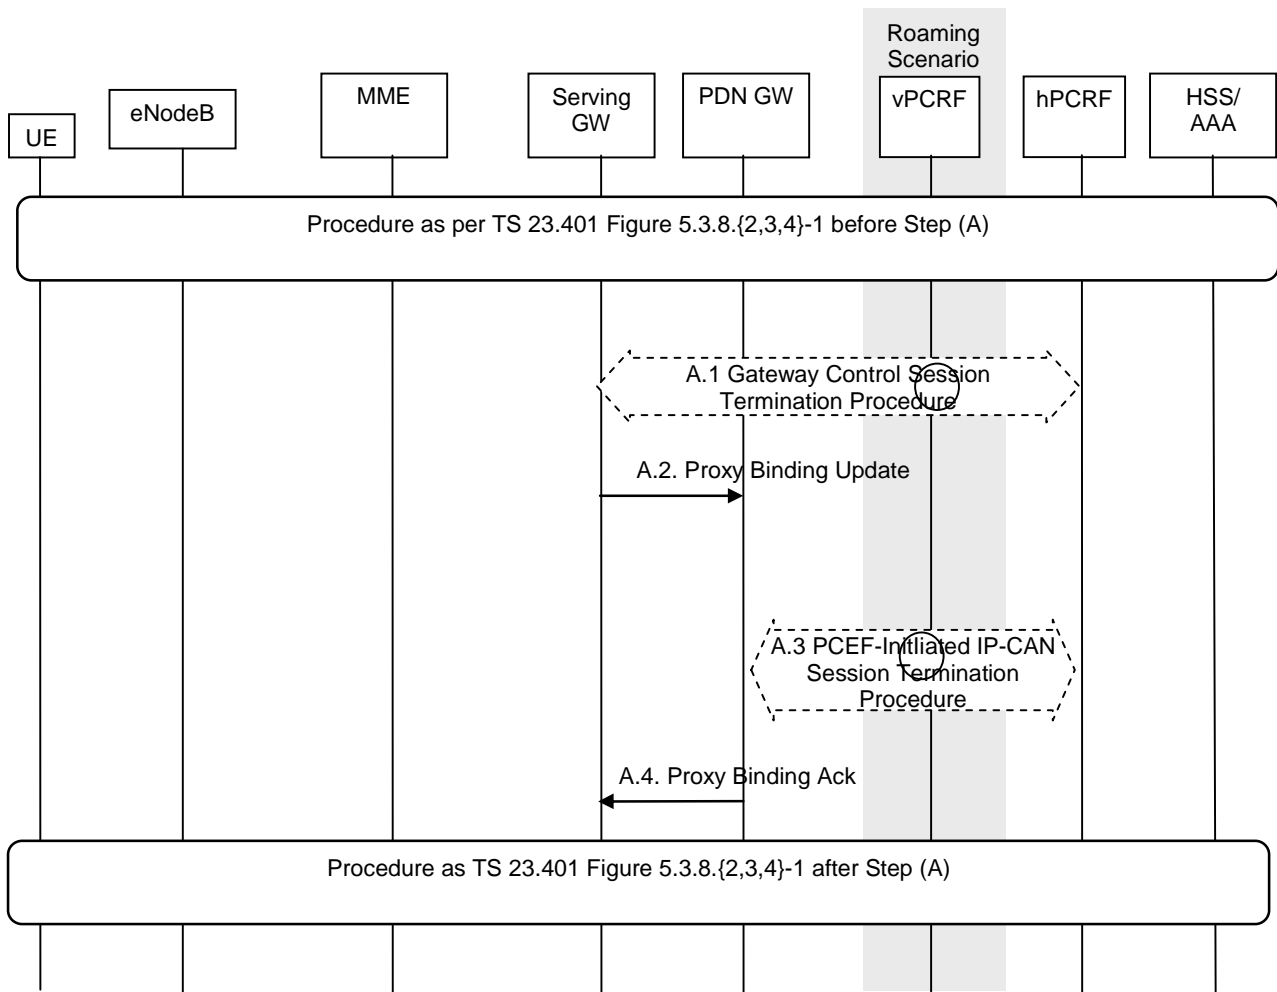 Roaming
Scenario
UE
eNodeB
MME
Serving
GW
PDN GW
vPCRF
hPCRF
HSS/
AAA
Procedure as per TS 23.401 Figure 5.3.8.{2,3,4}-1 before Step (A)
A.1 Gateway Control Session
Termination Procedure
A.2. Proxy Binding Update
A.3 PCEF-Initliated IP-CAN
Session Termination
Procedure
A.4. Proxy Binding Ack
Procedure as TS 23.401 Figure 5.3.8.{2,3,4}-1 after Step (A)